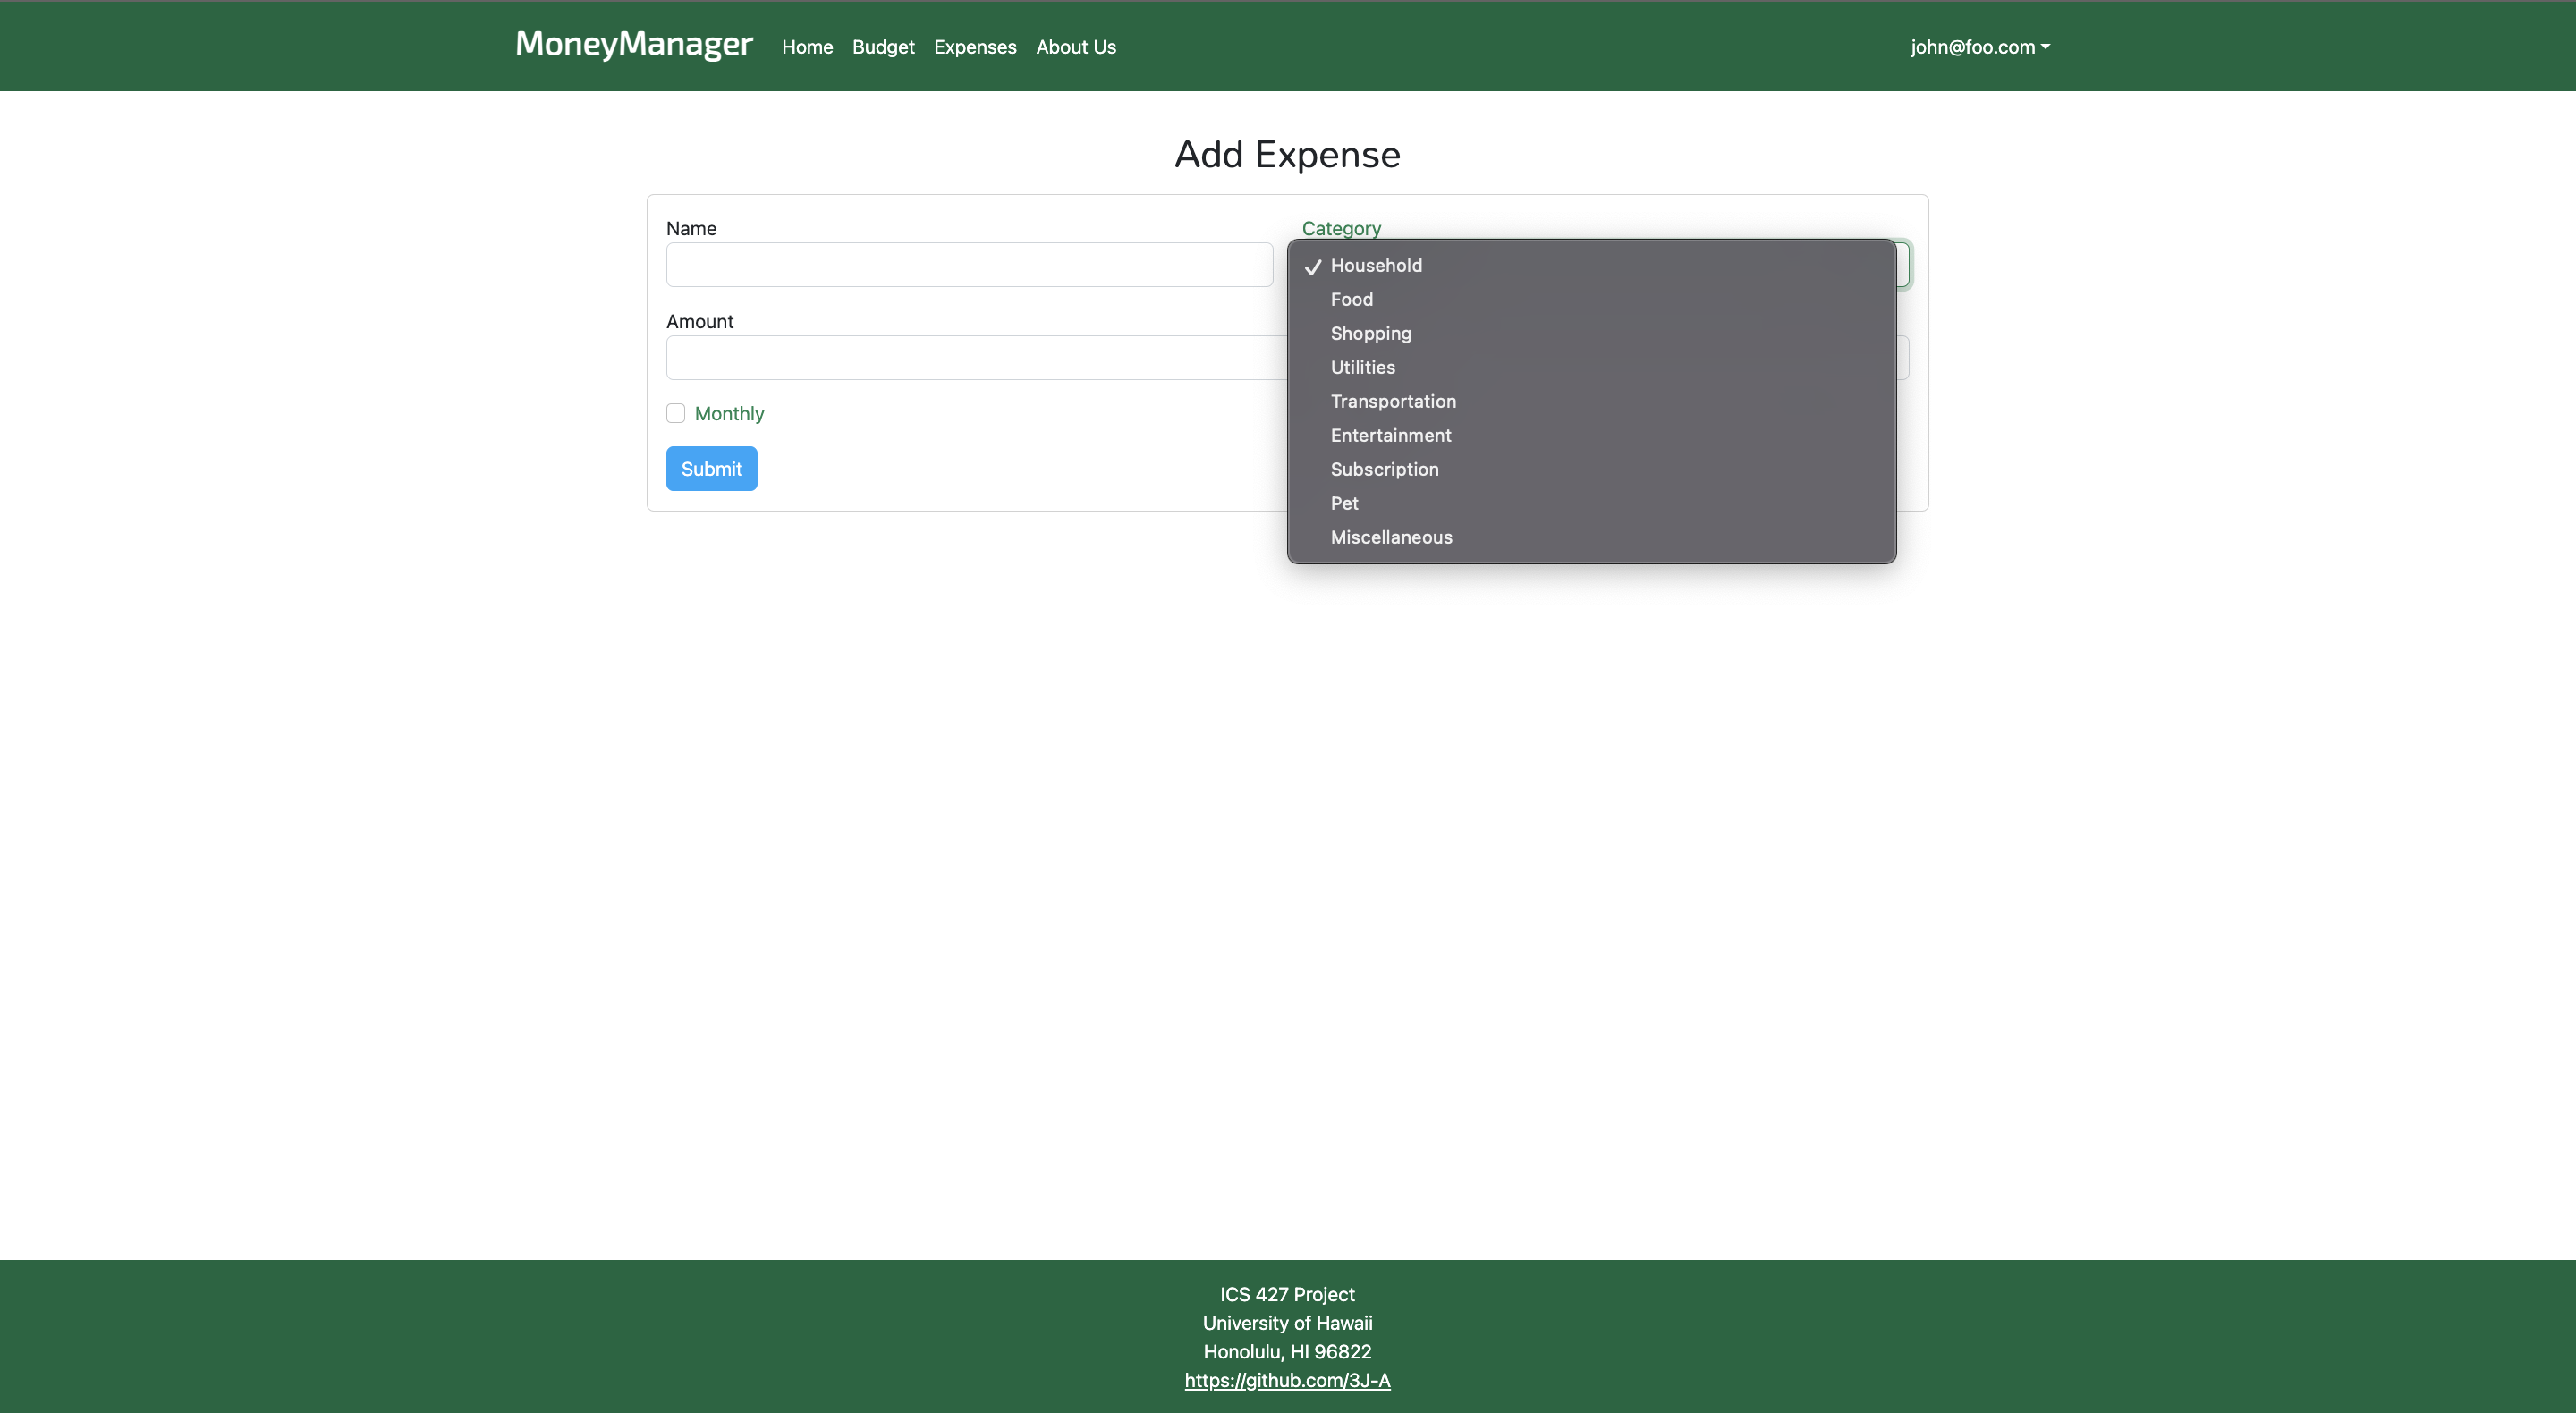 MoneyManager Home Budget Expenses About Us john@foo.com
Add Expense
Name
Category
Household
Food
Shopping
Utilities
Transportation
Entertainment
Subscription
Pet
Miscellaneous
Amount
Monthly
Submit
ICS 427 Project
University of Hawaii
Honolulu, HI 96822
https://github.com/3J-A